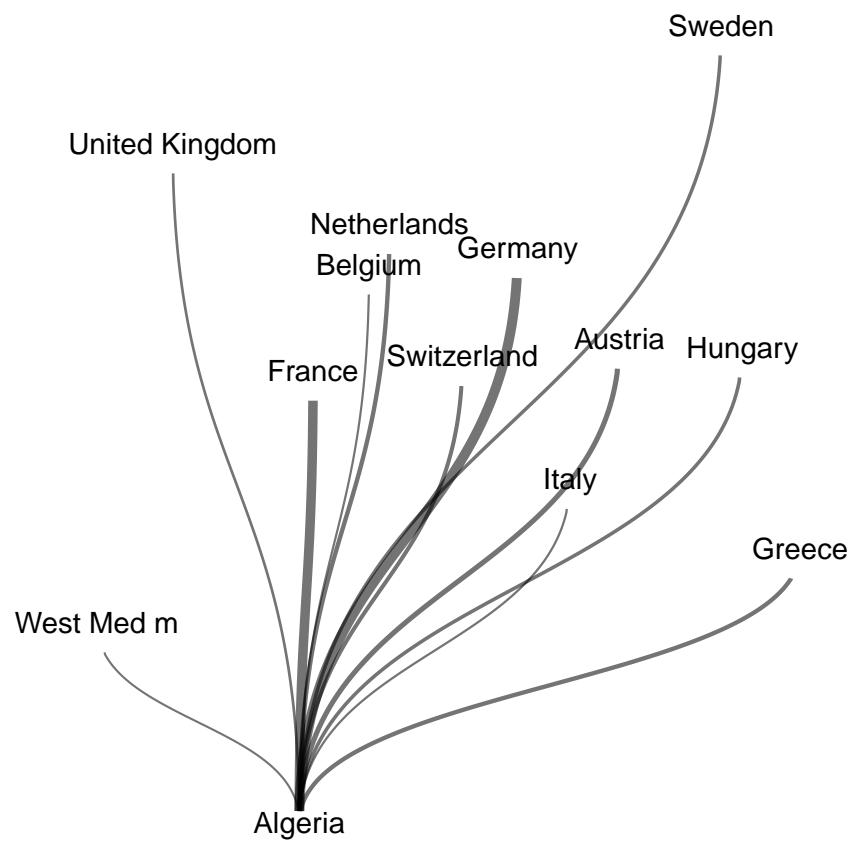 Sweden
United Kingdom
Netherlands
Germany
Belgium
Austria
Hungary
Switzerland
France
Italy
Greece
West Med m
Algeria